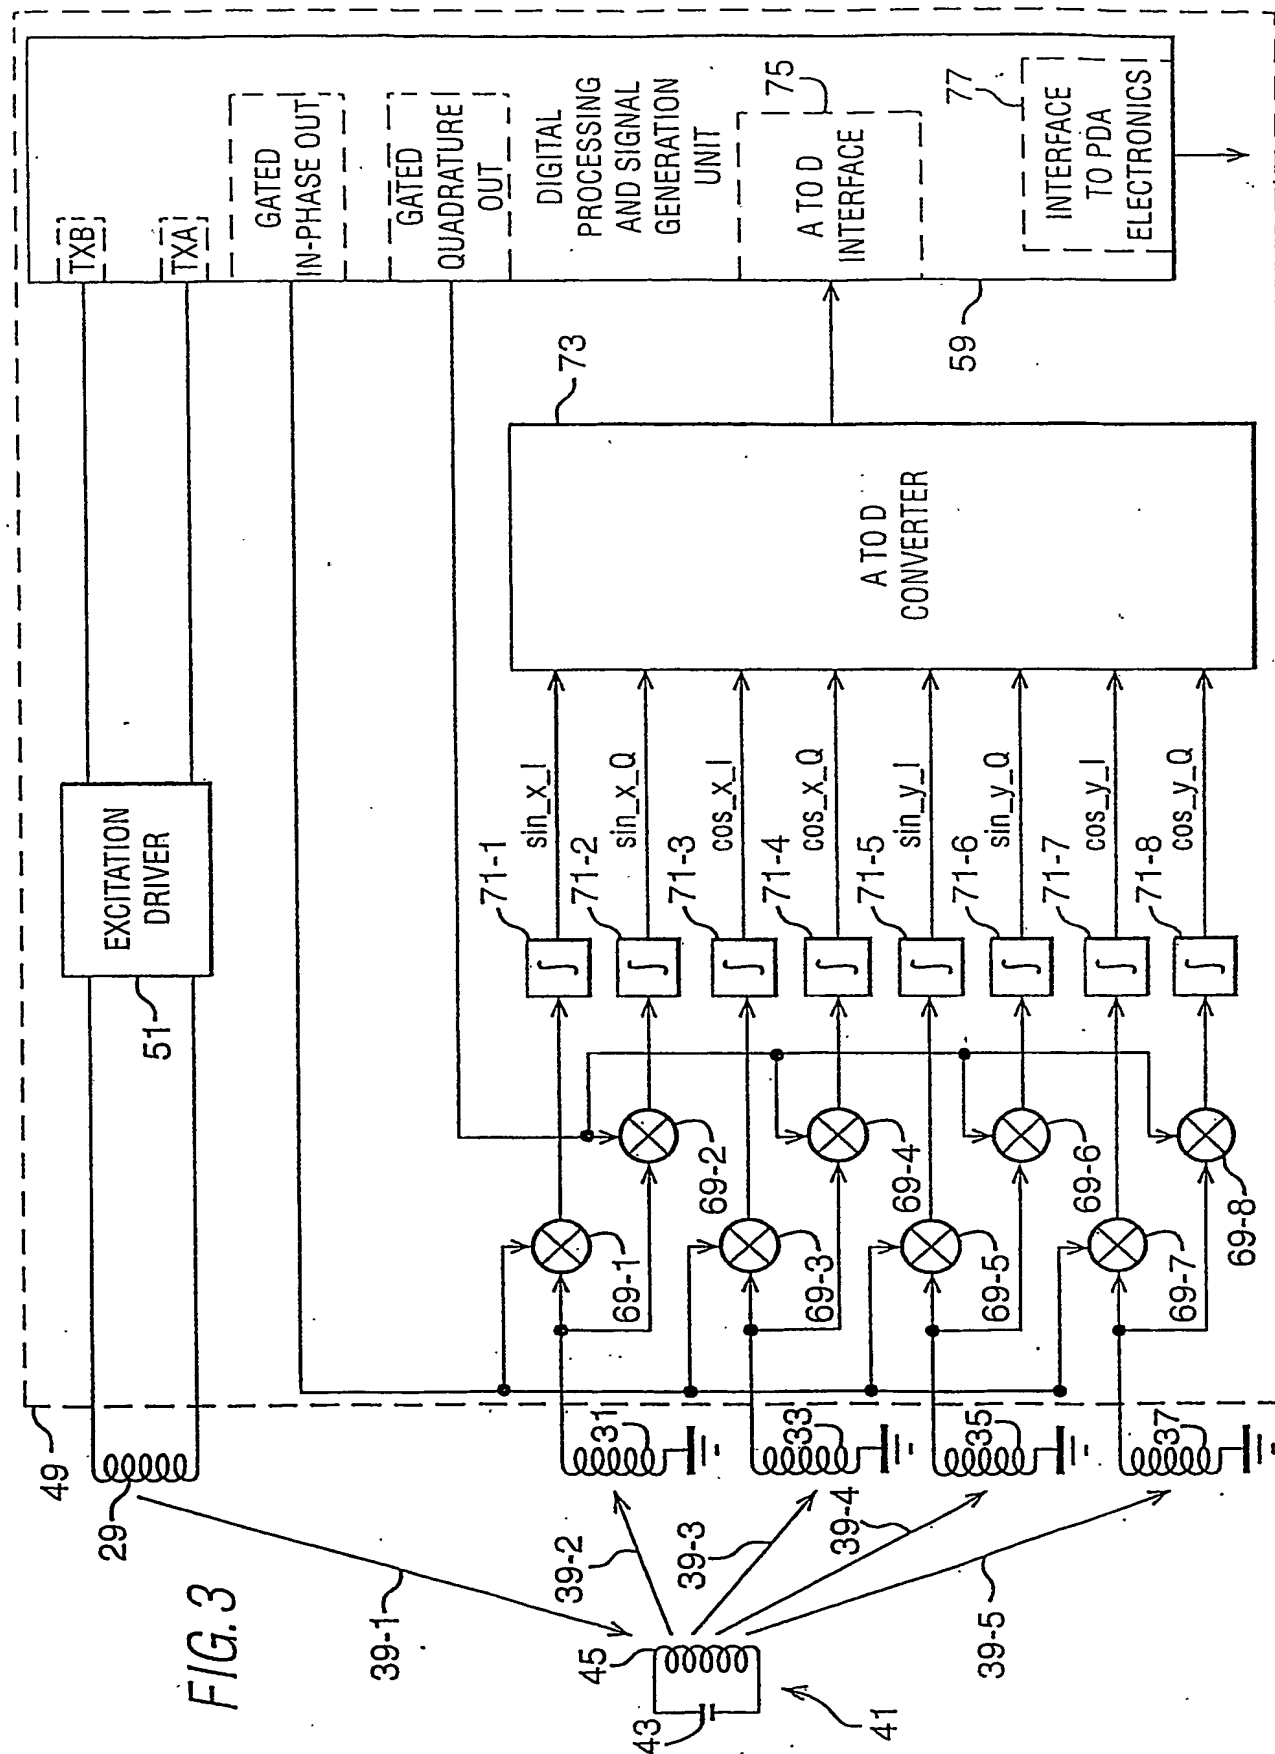 FIG. 3
49
29
EXCITATION
DRIVER
51
TXB
TXA
GATED
IN-PHASE OUT
GATED
QUADRATURE
OUT
DIGITAL
PROCESSING
AND SIGNAL
GENERATION
UNIT
A TO D
INTERFACE
75
INTERFACE
TO PDA
ELECTRONICS
77
59
73
A TO D
CONVERTER
sin_x_I
sin_x_Q
cos_x_I
cos_x_Q
sin_y_I
sin_y_Q
cos_y_I
cos_y_Q
71-1
71-2
71-3
71-4
71-5
71-6
71-7
71-8
∫
∫
∫
∫
∫
∫
∫
∫
69-1
69-2
69-3
69-4
69-5
69-6
69-7
69-8
31
33
35
37
39-1
39-2
39-3
39-4
39-5
45
43
41